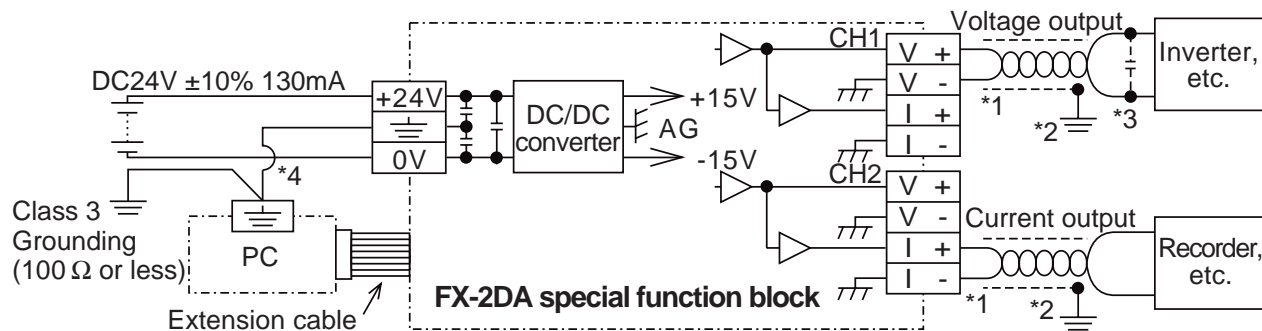 DC24V ±10% 130mA
+24V
0V
*4
Class 3
Grounding
(100 Ω or less)
PC
Extension cable
DC/DC
converter
+15V
AG
-15V
FX-2DA special function block
CH1
V +
V -
I +
I -
CH2
V +
V -
I +
I -
Voltage output
*1
*2
*3
Inverter,
etc.
Current output
*1
*2
Recorder,
etc.